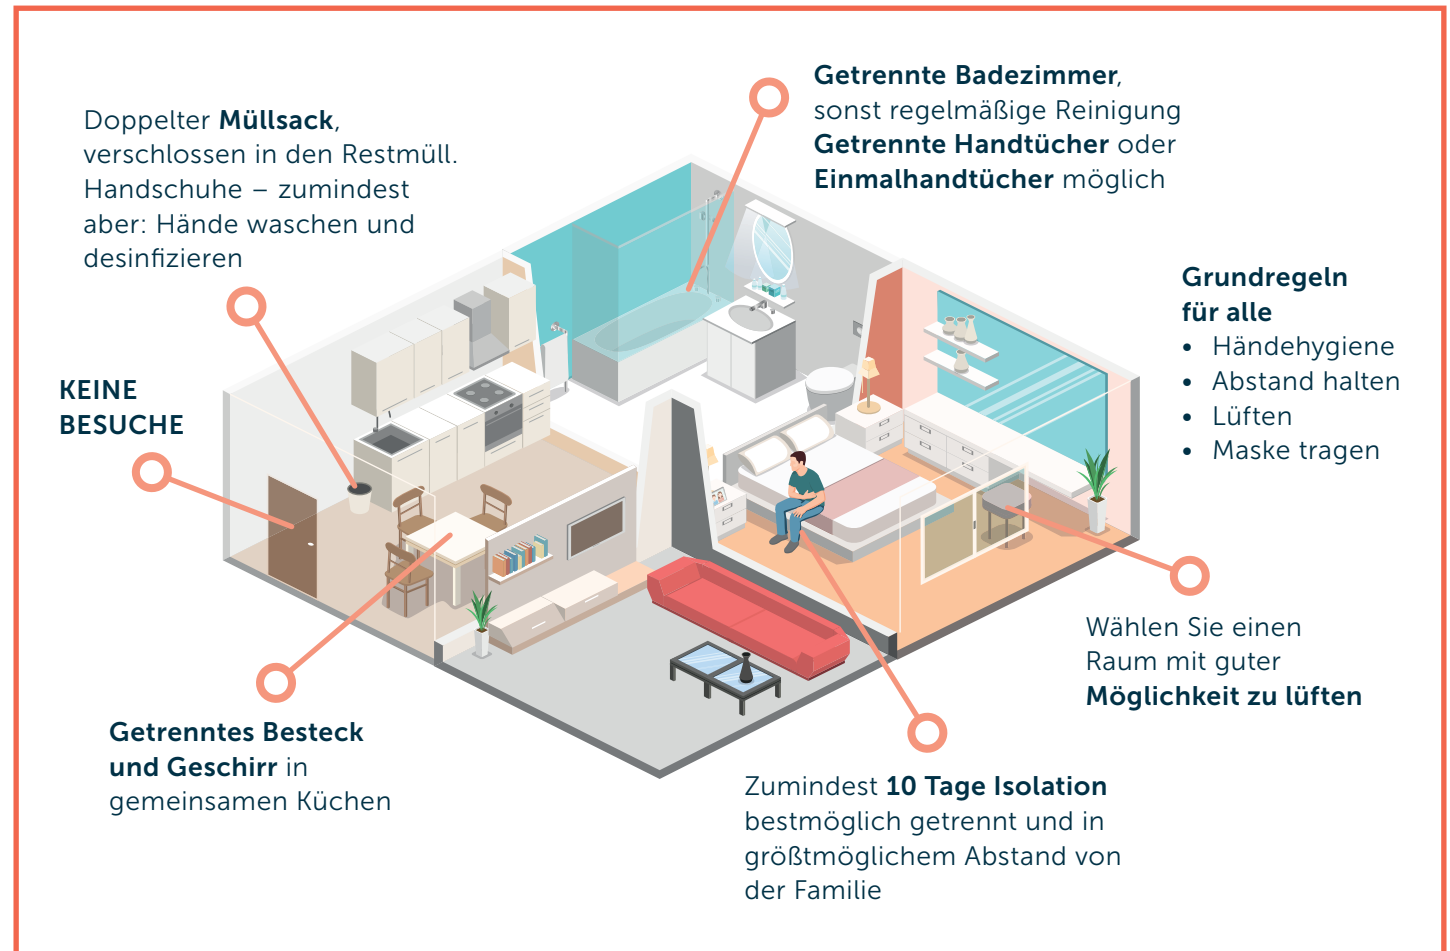 Doppelter Müllsack,
verschlossen in den Restmüll.
Handschuhe – zumindest
aber: Hände waschen und
desinfizieren
Getrennte Badezimmer,
sonst regelmäßige Reinigung
Getrennte Handtücher oder
Einmalhandtücher möglich
Grundregeln
für alle
• Händehygiene
• Abstand halten
• Lüften
• Maske tragen
KEINE
BESUCHE
Wählen Sie einen
Raum mit guter
Möglichkeit zu lüften
Getrenntes Besteck
und Geschirr in
gemeinsamen Küchen
Zumindest 10 Tage Isolation
bestmöglich getrennt und in
größtmöglichem Abstand von
der Familie